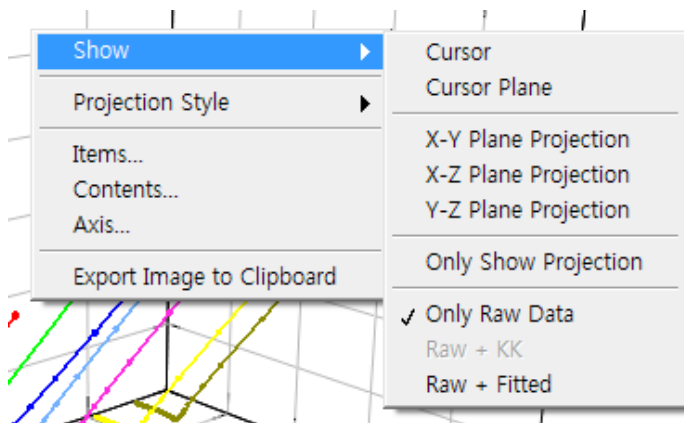 Show
Projection Style
Items...
Contents...
Axis...
Export Image to Clipboard
Cursor
Cursor Plane
X-Y Plane Projection
X-Z Plane Projection
Y-Z Plane Projection
Only Show Projection
Only Raw Data
Raw + KK
Raw + Fitted